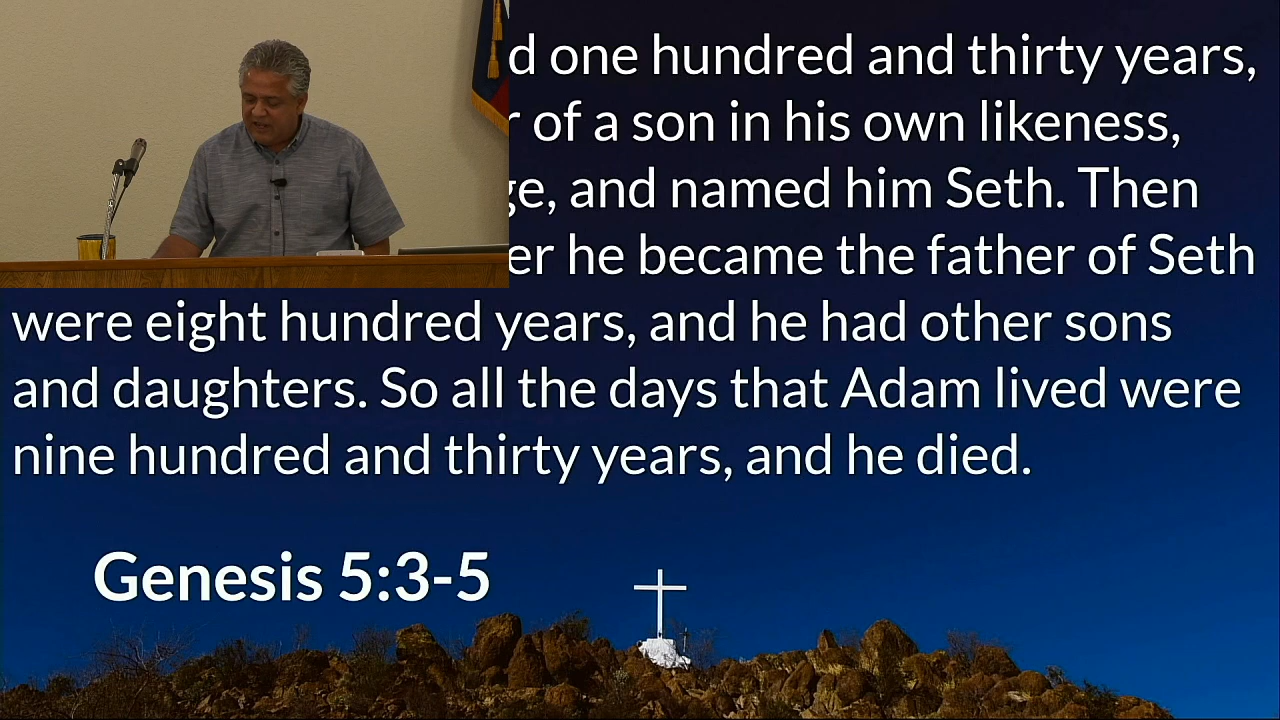 d one hundred and thirty years,
of a son in his own likeness,
ge, and named him Seth. Then
er he became the father of Seth
were eight hundred years, and he had other sons
and daughters. So all the days that Adam lived were
nine hundred and thirty years, and he died.
Genesis 5:3-5